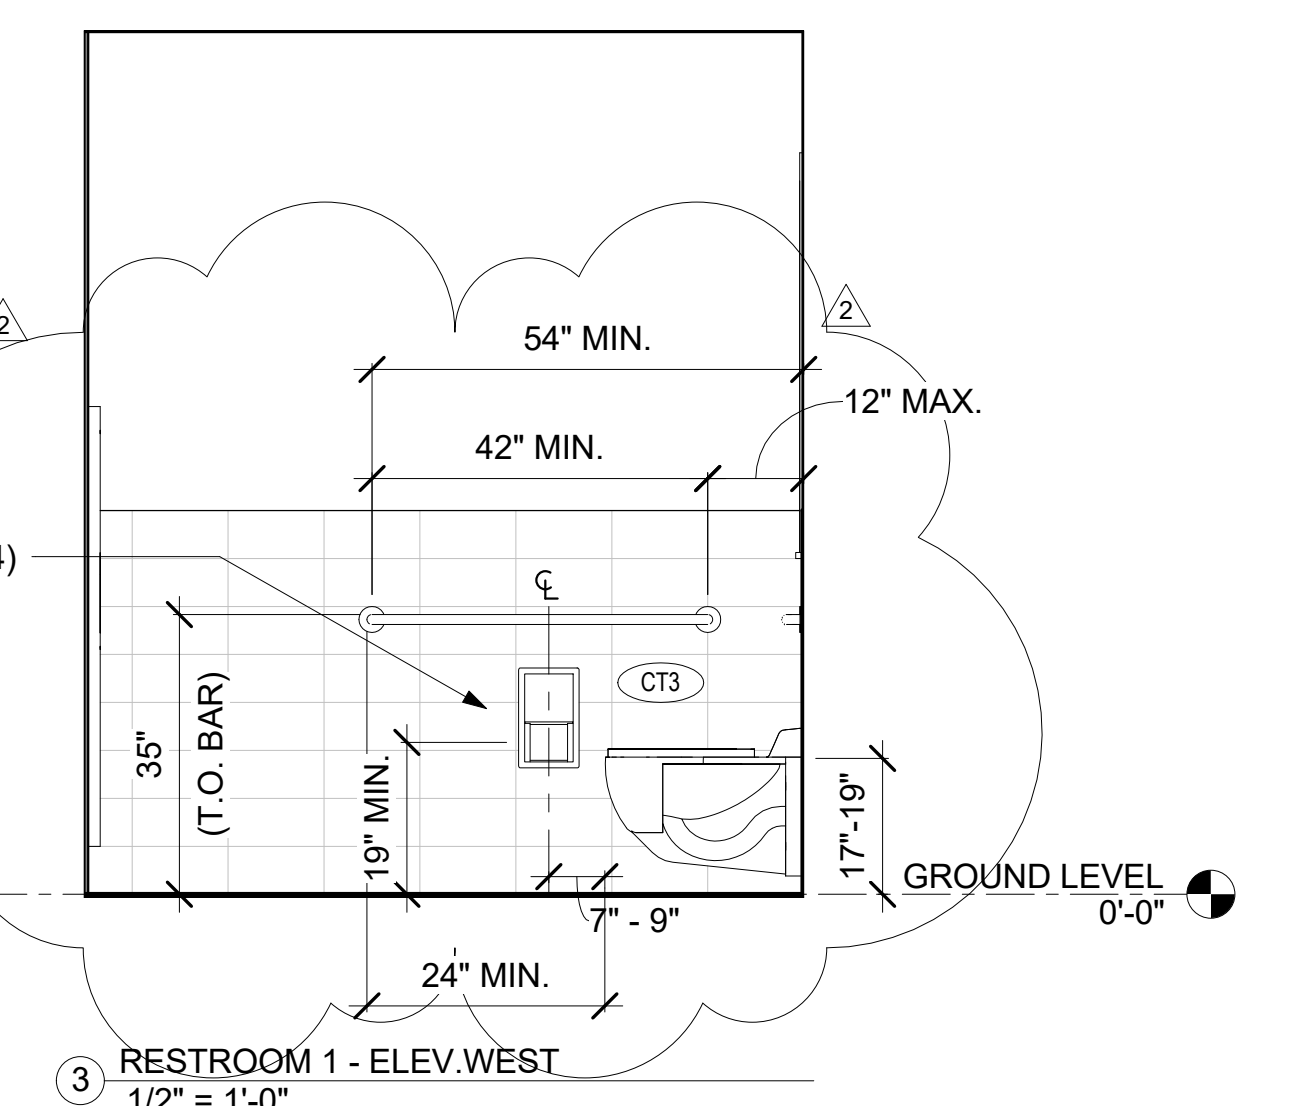 2
2
54" MIN.
12" MAX.
42" MIN.
4)
℄
CT3
35"
(T.O. BAR)
19" MIN.
17"-19"
GROUND LEVEL
0'-0"
7" - 9"
24" MIN.
3
RESTROOM 1 - ELEV.WEST
1/2" = 1'-0"